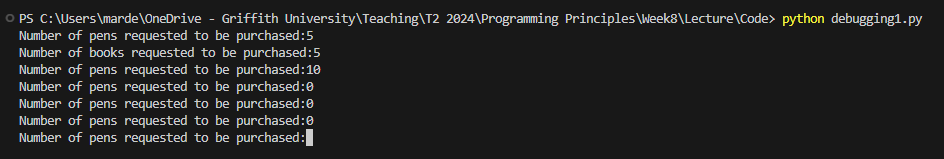 PS C:\Users\marde\OneDrive - Griffith University\Teaching\T2 2024\Programming Principles\Week8\Lecture\Code> python debugging1.py
Number of pens requested to be purchased:5
Number of books requested to be purchased:5
Number of pens requested to be purchased:10
Number of pens requested to be purchased:0
Number of pens requested to be purchased:0
Number of pens requested to be purchased:0
Number of pens requested to be purchased: